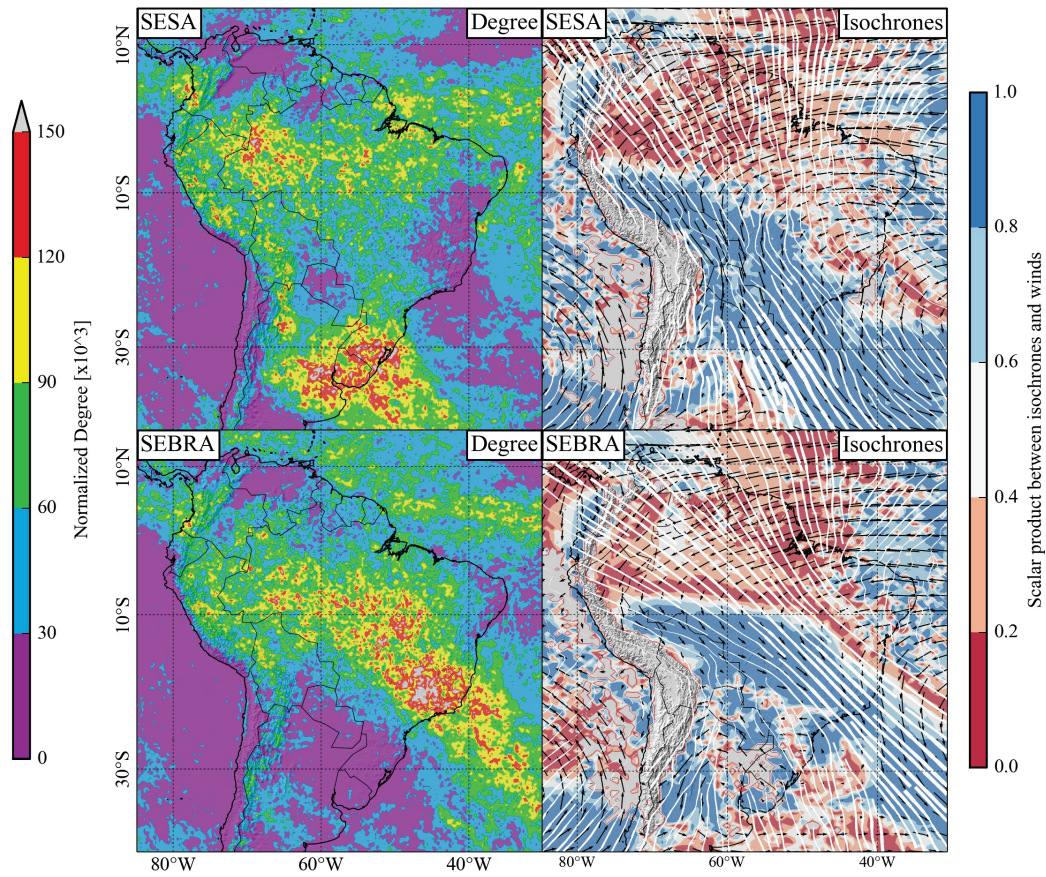 SESA
Degree
SESA
Isochrones
10°N
10°S
30°S
SEBRA
Degree
SEBRA
Isochrones
10°N
10°S
30°S
80°W
60°W
40°W
80°W
60°W
40°W
150
120
90
60
30
0
Normalized Degree [x10^3]
1.0
0.8
0.6
0.4
0.2
0.0
Scalar product between isochrones and winds